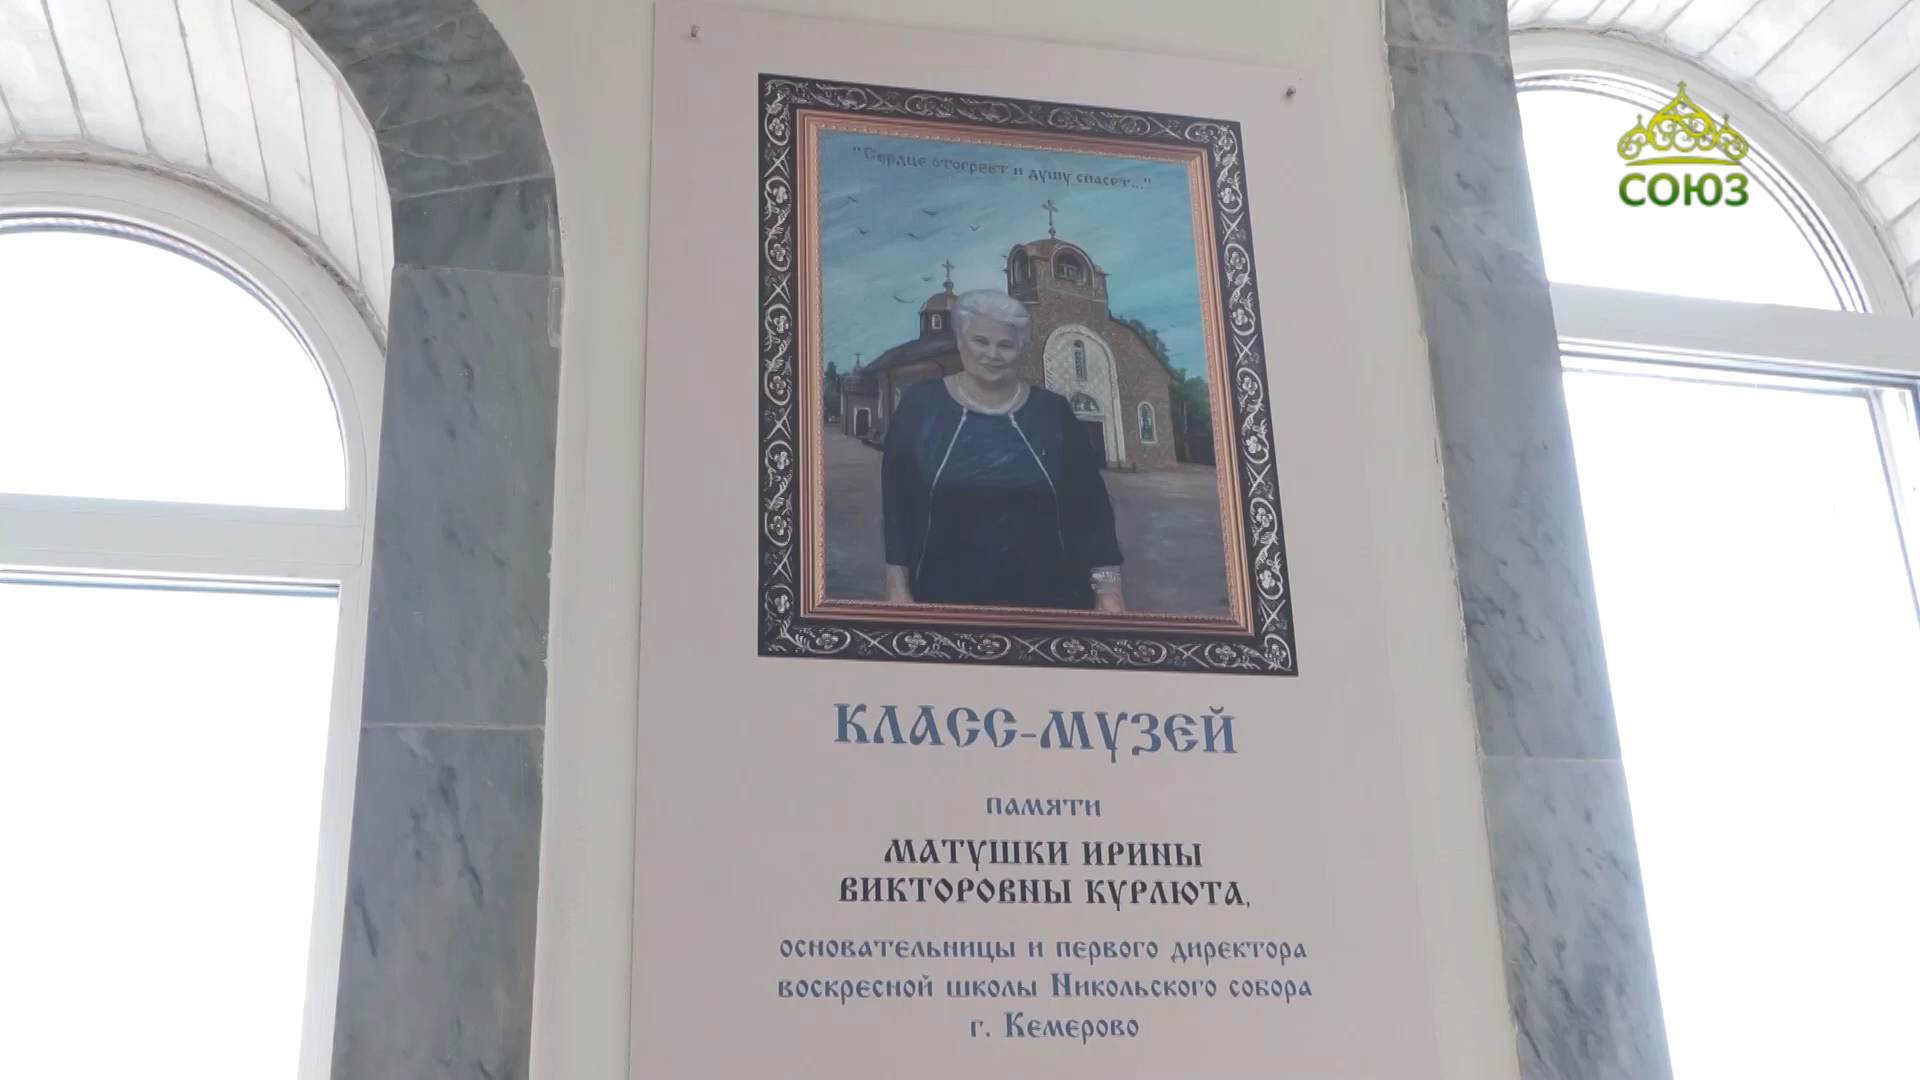 "Сердце отогреет и душу спасет..."
СОЮЗ
КЛАСС-МУЗЕЙ
ПАМЯТИ
МАТУШКИ ИРИНЫ
ВИКТОРОВНЫ КУРЛЮТА,
основательницы и первого директора
воскресной школы Никольского собора
г. Кемерово